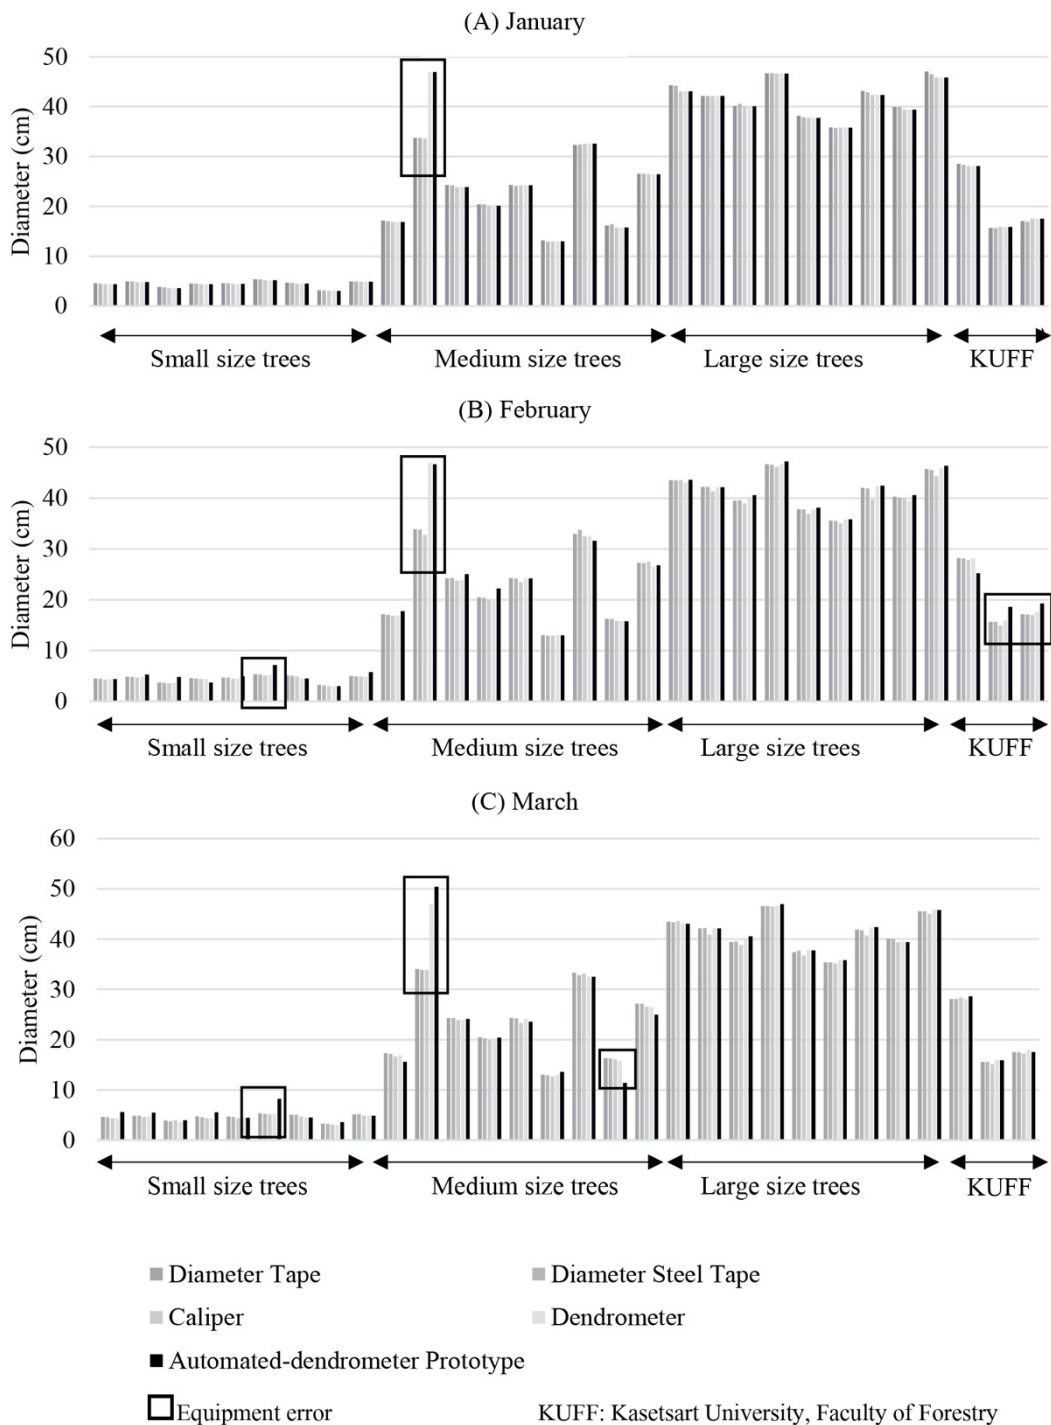 (A) January
50
40
30
20
10
0
Diameter (cm)
Small size trees Medium size trees Large size trees KUFF
(B) February
50
40
30
20
10
0
Diameter (cm)
Small size trees Medium size trees Large size trees KUFF
(C) March
60
50
40
30
20
10
0
Diameter (cm)
Small size trees Medium size trees Large size trees KUFF
Diameter Tape Diameter Steel Tape
Caliper Dendrometer
Automated-dendrometer Prototype
Equipment error KUFF: Kasetsart University, Faculty of Forestry